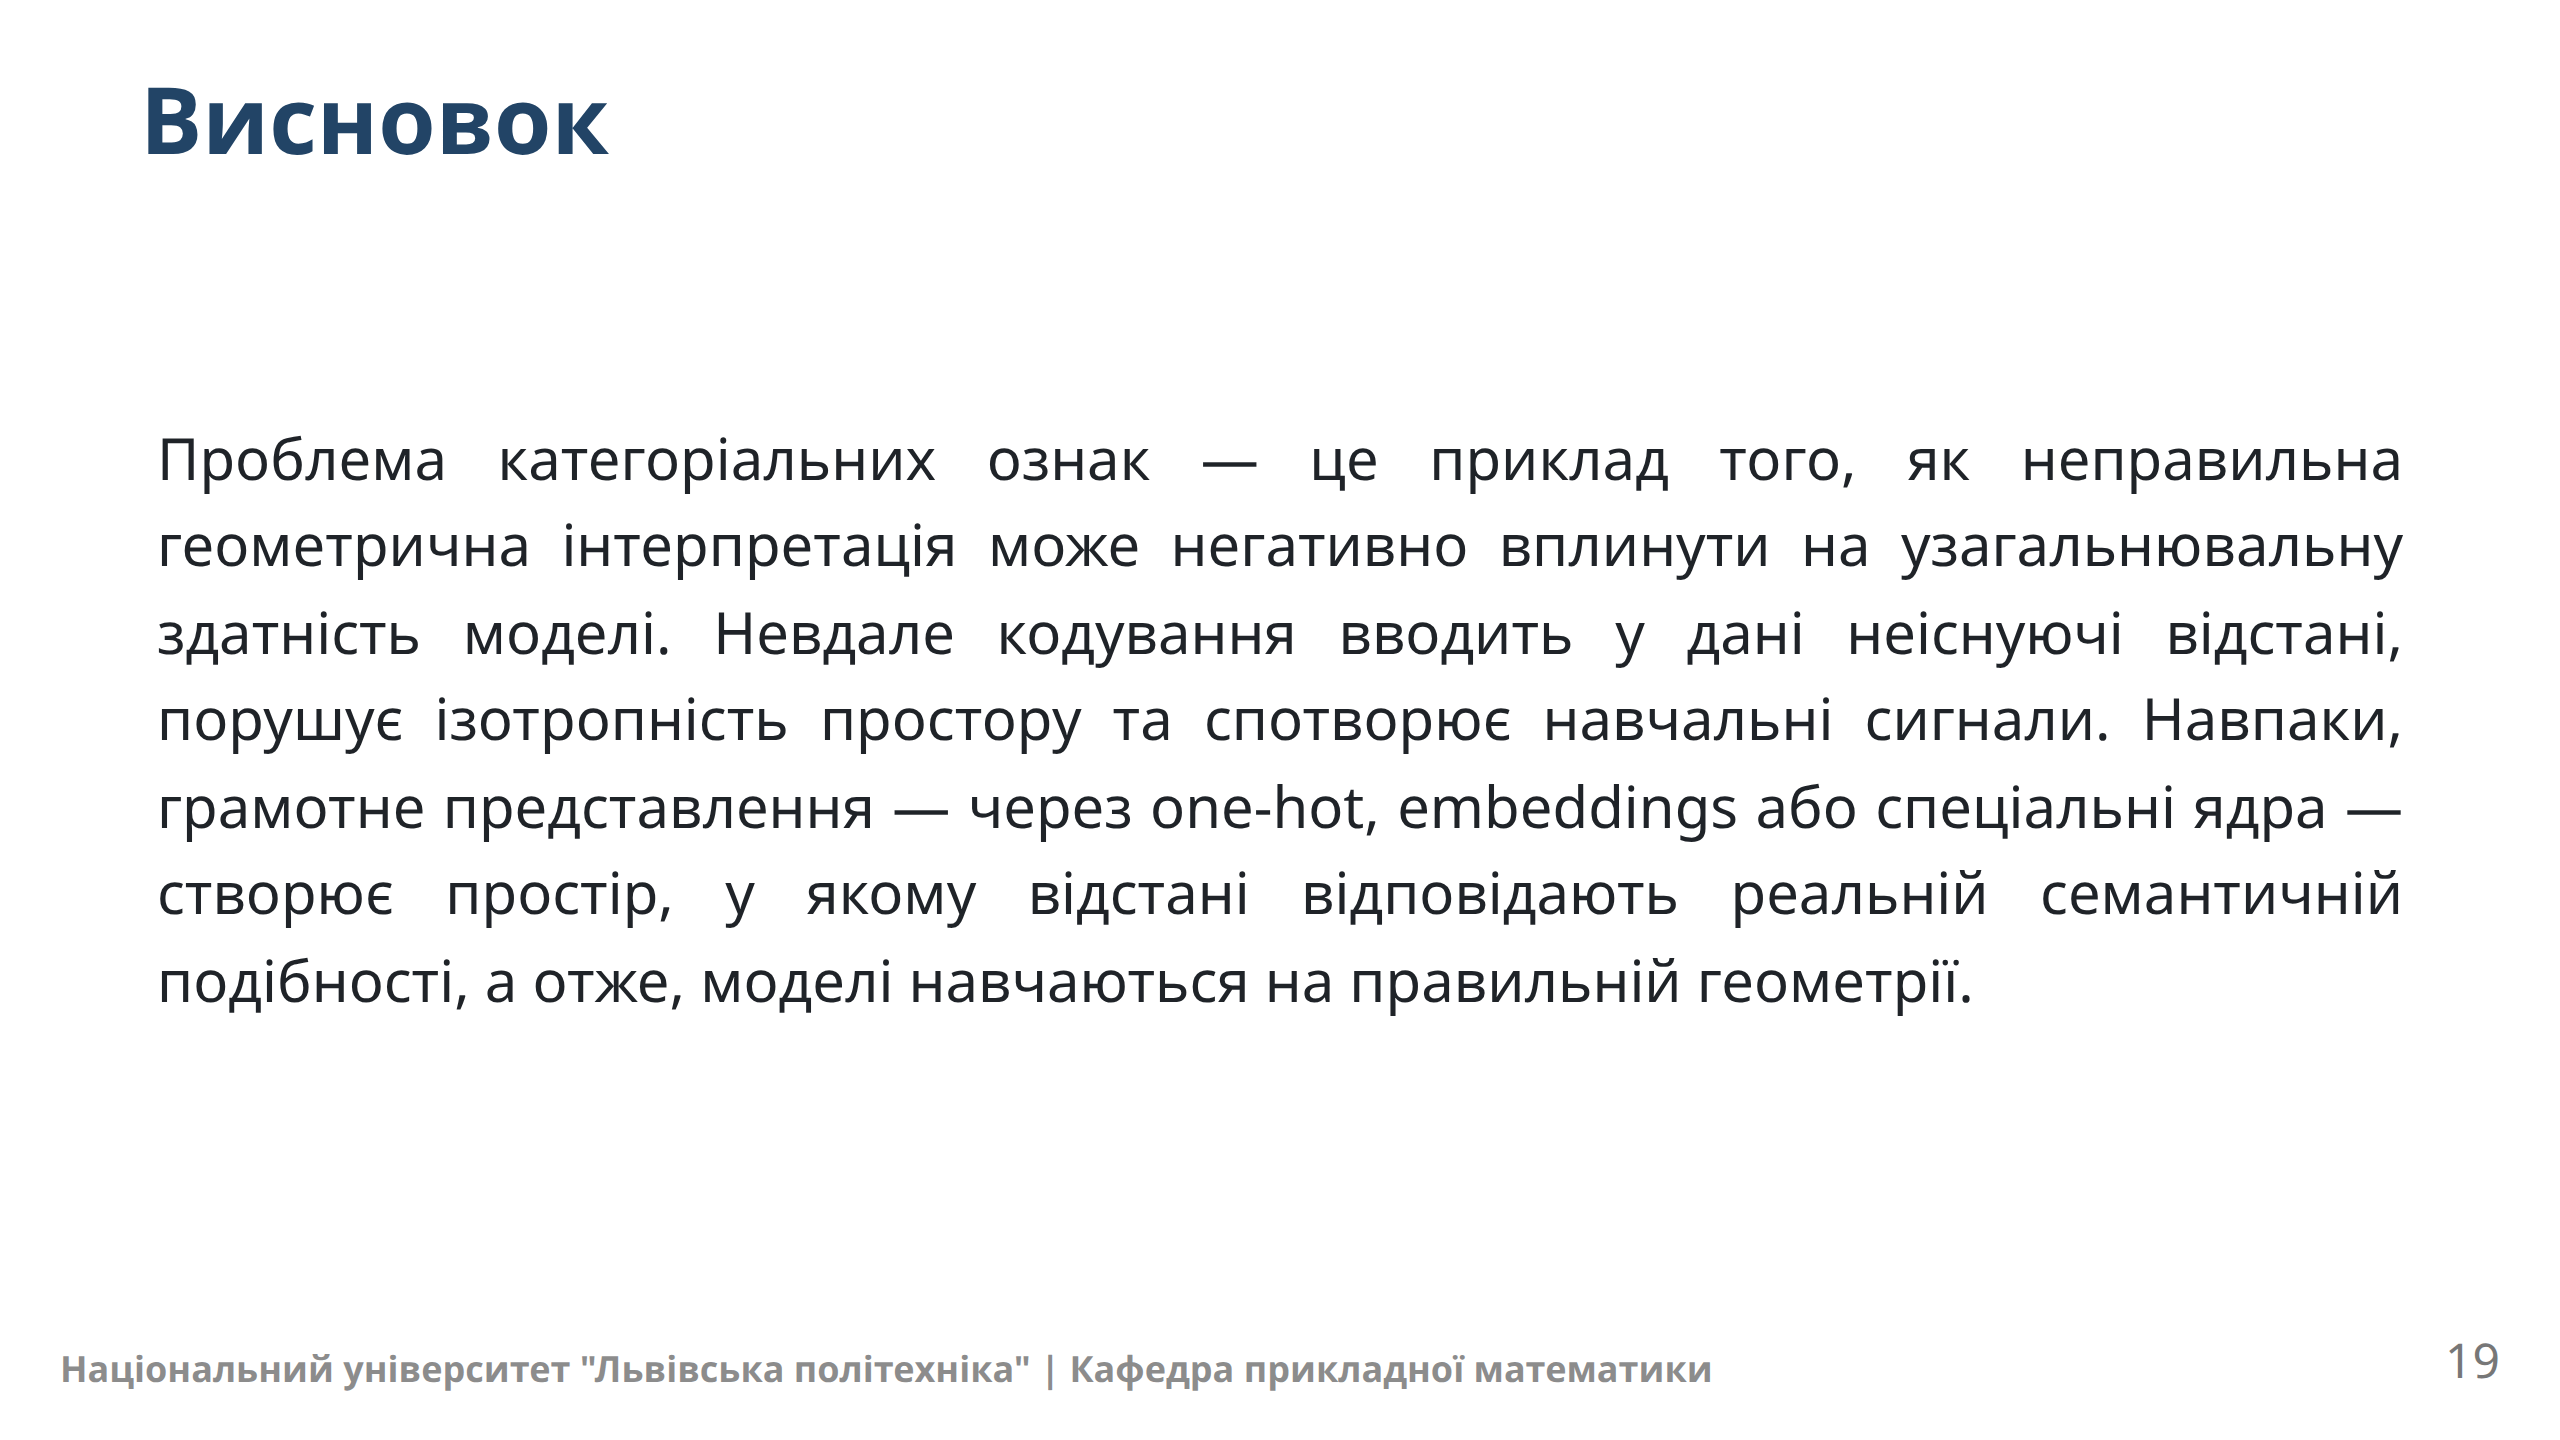 Висновок
Проблема категоріальних ознак — це приклад того, як неправильна
геометрична інтерпретація може негативно вплинути на узагальнювальну
здатність моделі. Невдале кодування вводить у дані неіснуючі відстані,
порушує ізотропність простору та спотворює навчальні сигнали. Навпаки,
грамотне представлення — через one-hot, embeddings або спеціальні ядра —
створює простір, у якому відстані відповідають реальній семантичній
подібності, а отже, моделі навчаються на правильній геометрії.
Національний університет "Львівська політехніка" | Кафедра прикладної математики
19